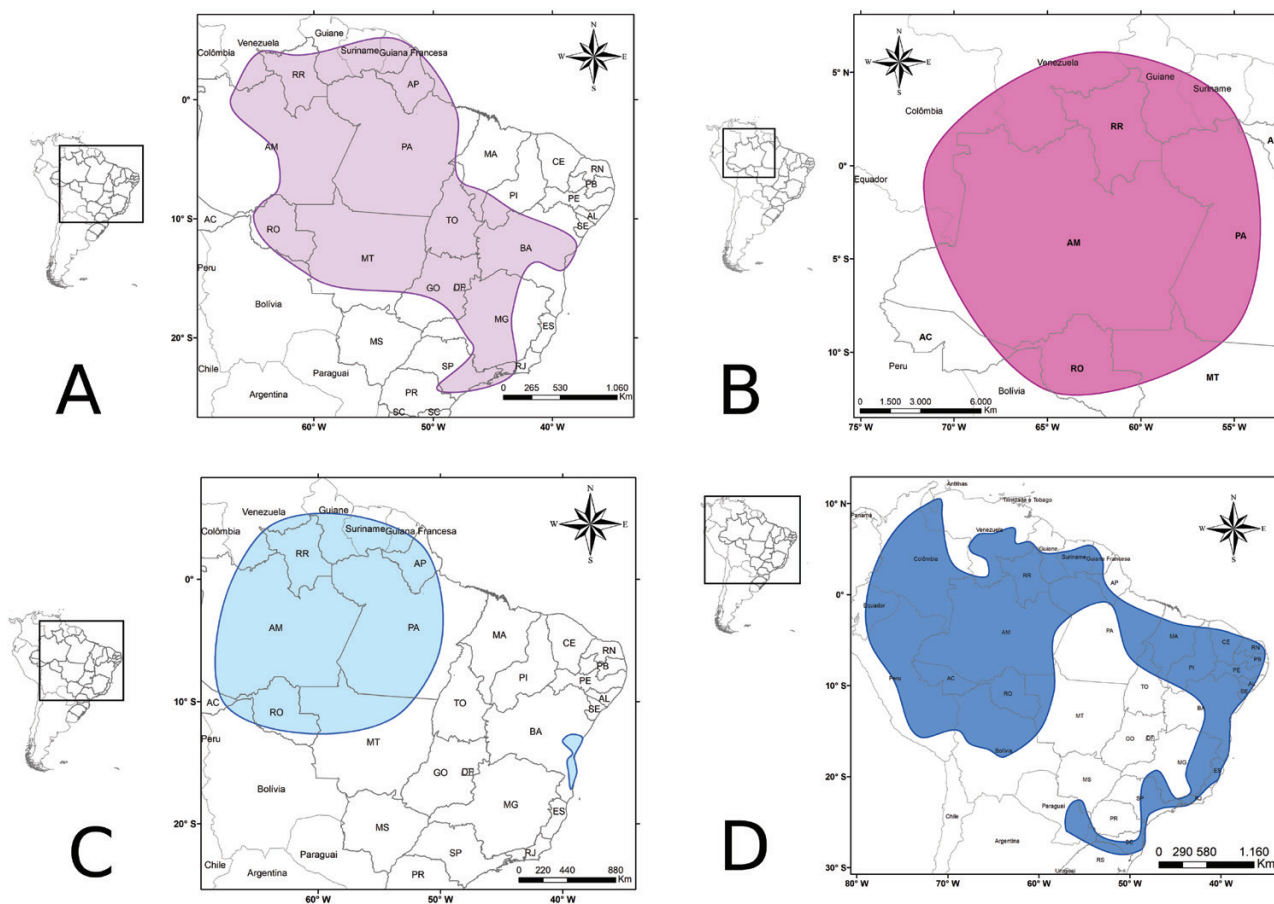 A
Colômbia
Venezuela
Guiane
Suriname
Guiana Francesa
N
W
E
S
RR
AP
0°
AM
PA
MA
CE
RN
PB
PE
PI
AL
SE
10° S
AC
RO
TO
BA
MT
Peru
Bolívia
GO
DF
MG
ES
MS
20° S
SP
RJ
Chile
Paraguai
PR
Argentina
SC
SC
0 265 530 1.060
Km
60° W
50° W
40° W
B
N
W
E
S
5° N
Venezuela
Guiane
Suriname
Colômbia
RR
A
0°
Equador
AM
PA
5° S
AC
10° S
Peru
RO
Bolívia
MT
0 1.500 3.000 6.000
Km
75° W
70° W
65° W
60° W
55° W
C
Colômbia
Venezuela
Guiane
Suriname
Guiana Francesa
N
W
E
S
RR
AP
0°
AM
PA
MA
CE
RN
PB
PE
PI
AL
SE
10° S
AC
RO
TO
BA
Peru
MT
Bolívia
GO
DF
MG
ES
MS
20° S
SP
RJ
Chile
Paraguai
PR
Argentina
0 220 440 880
Km
60° W
50° W
40° W
D
10° N
Antilhas
Trinidade e Tobago
Panamá
N
W
E
S
Venezuela
Guiane
Suriname
Guiana Francesa
Colômbia
RR
AP
0°
Equador
AM
PA
MA
CE
RN
PB
PI
PE
AL
SE
10° S
Peru
AC
RO
TO
BA
MT
Bolívia
GO
DF
MG
ES
20° S
MS
SP
RJ
Paraguai
PR
Chile
Argentina
SC
RS
30° S
Uruguai
0 290 580 1.160
Km
80° W
70° W
60° W
50° W
40° W